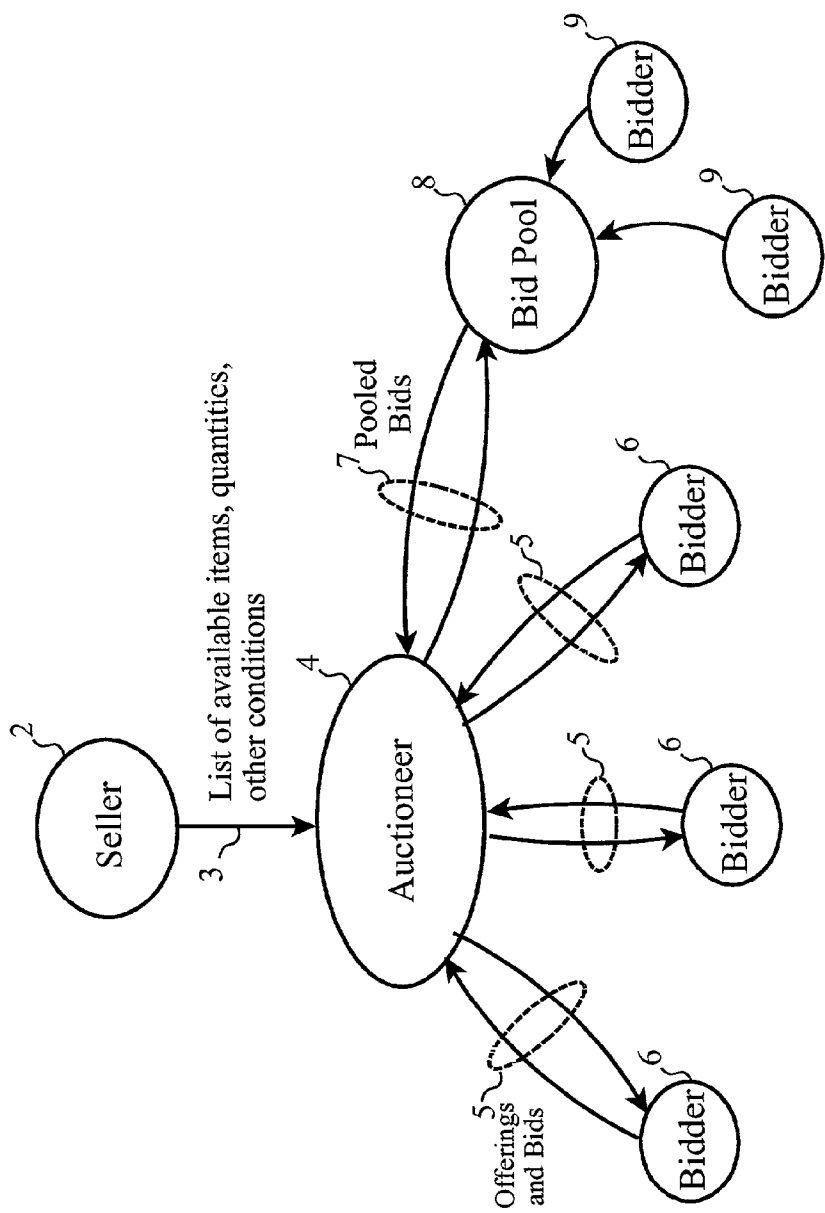 2
Seller
3
List of available items, quantitics,
other conditions
4
Auctioneer
7
Pooled
Bids
8
Bid Pool
9
Bidder
9
Bidder
5
Offerings
and Bids
5
5
6
Bidder
6
Bidder
6
Bidder